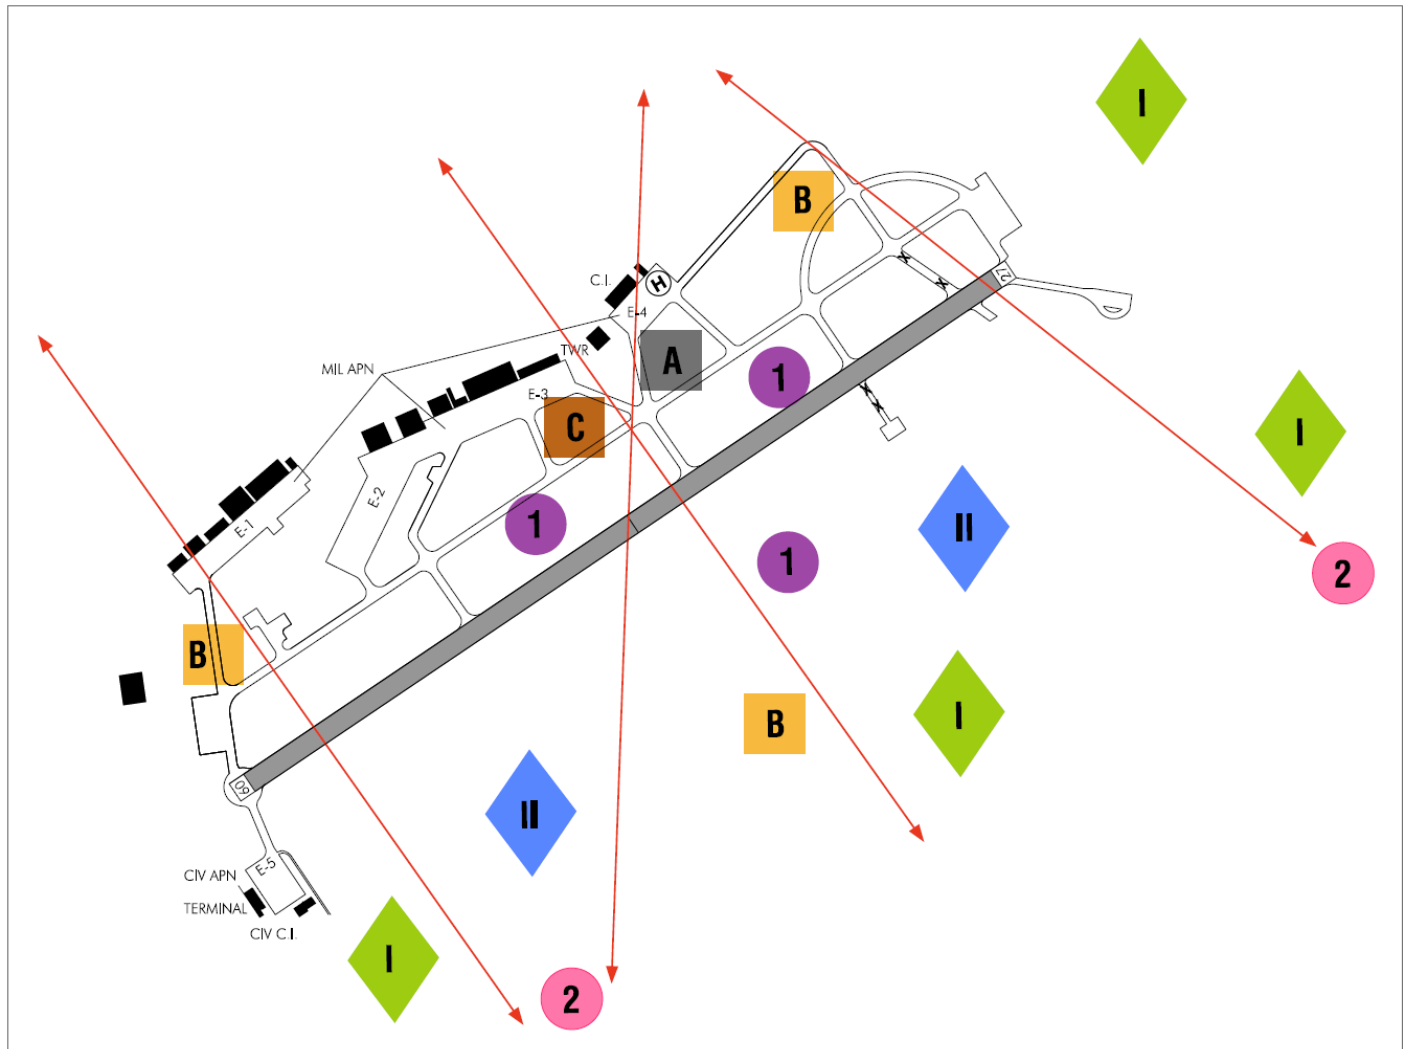 I
B
C.I.
H
27
E-4
TWR
A
MIL APN
1
E-3
C
I
E-2
1
II
E-1
1
2
B
I
B
09
II
E-5
CIV APN
TERMINAL
CIV C.I.
I
2